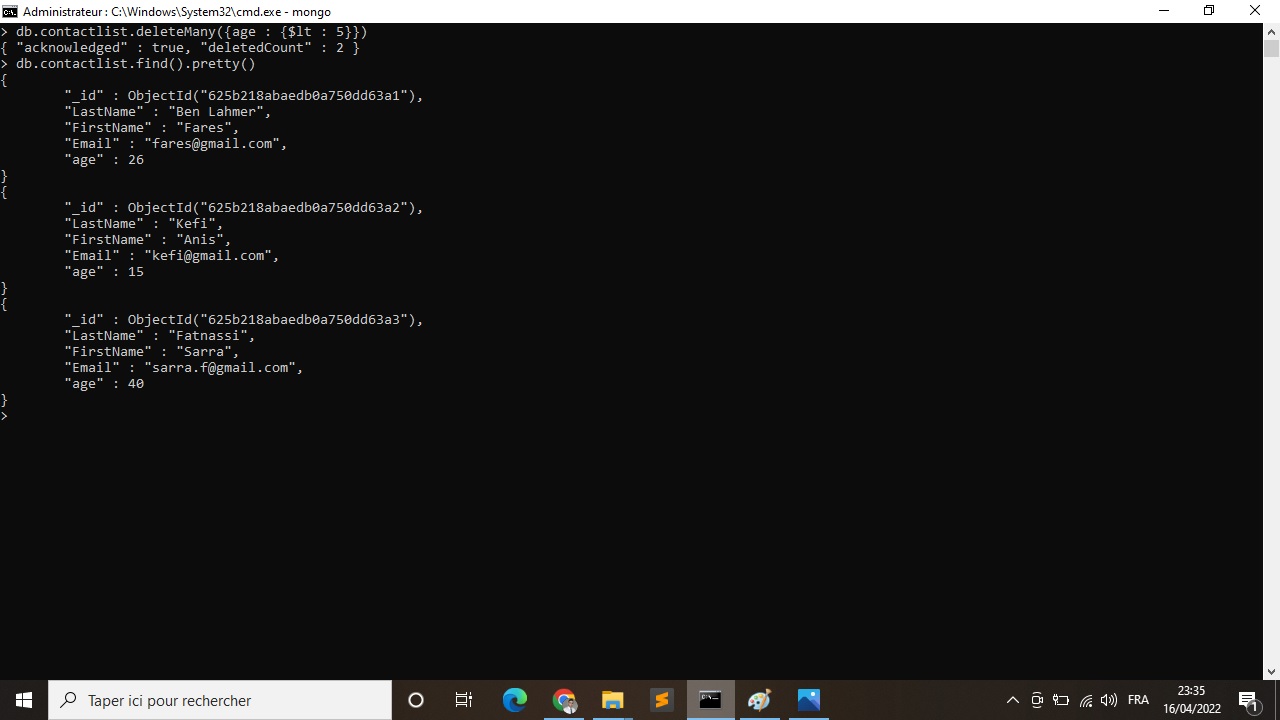 Administrateur : C:\Windows\System32\cmd.exe - mongo
> db.contactlist.deleteMany({age : {$lt : 5}})
{ "acknowledged" : true, "deletedCount" : 2 }
> db.contactlist.find().pretty()
{
        "_id" : ObjectId("625b218abaedb0a750dd63a1"),
        "LastName" : "Ben Lahmer",
        "FirstName" : "Fares",
        "Email" : "fares@gmail.com",
        "age" : 26
}
{
        "_id" : ObjectId("625b218abaedb0a750dd63a2"),
        "LastName" : "Kefi",
        "FirstName" : "Anis",
        "Email" : "kefi@gmail.com",
        "age" : 15
}
{
        "_id" : ObjectId("625b218abaedb0a750dd63a3"),
        "LastName" : "Fatnassi",
        "FirstName" : "Sarra",
        "Email" : "sarra.f@gmail.com",
        "age" : 40
}
>
Taper ici pour rechercher
FRA
23:35
16/04/2022
1